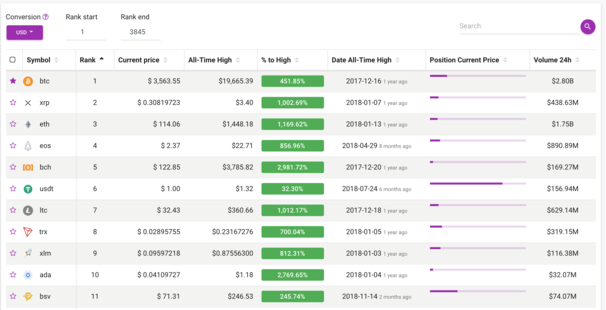 Conversion Rank start Rank end
USD 1 3845 Search
Symbol Rank Current price All-Time High % to High Date All-Time High Position Current Price Volume 24h
btc 1 $ 3,563.55 $19,665.39 451.85% 2017-12-16 1 year ago $2.80B
xrp 2 $ 0.30819723 $3.40 1,002.69% 2018-01-07 1 year ago $438.63M
eth 3 $ 114.06 $1,448.18 1,169.62% 2018-01-13 1 year ago $1.75B
eos 4 $ 2.37 $22.71 856.96% 2018-04-29 8 months ago $890.89M
bch 5 $ 122.85 $3,785.82 2,981.72% 2017-12-20 1 year ago $169.27M
usdt 6 $ 1.00 $1.32 32.30% 2018-07-24 6 months ago $156.94M
ltc 7 $ 32.43 $360.66 1,012.17% 2017-12-18 1 year ago $629.14M
trx 8 $ 0.02895755 $0.23167276 700.04% 2018-01-05 1 year ago $319.15M
xlm 9 $ 0.09597218 $0.87556300 812.31% 2018-01-03 1 year ago $116.38M
ada 10 $ 0.04109727 $1.18 2,769.65% 2018-01-04 1 year ago $32.07M
bsv 11 $ 71.31 $246.53 245.74% 2018-11-14 2 months ago $74.07M